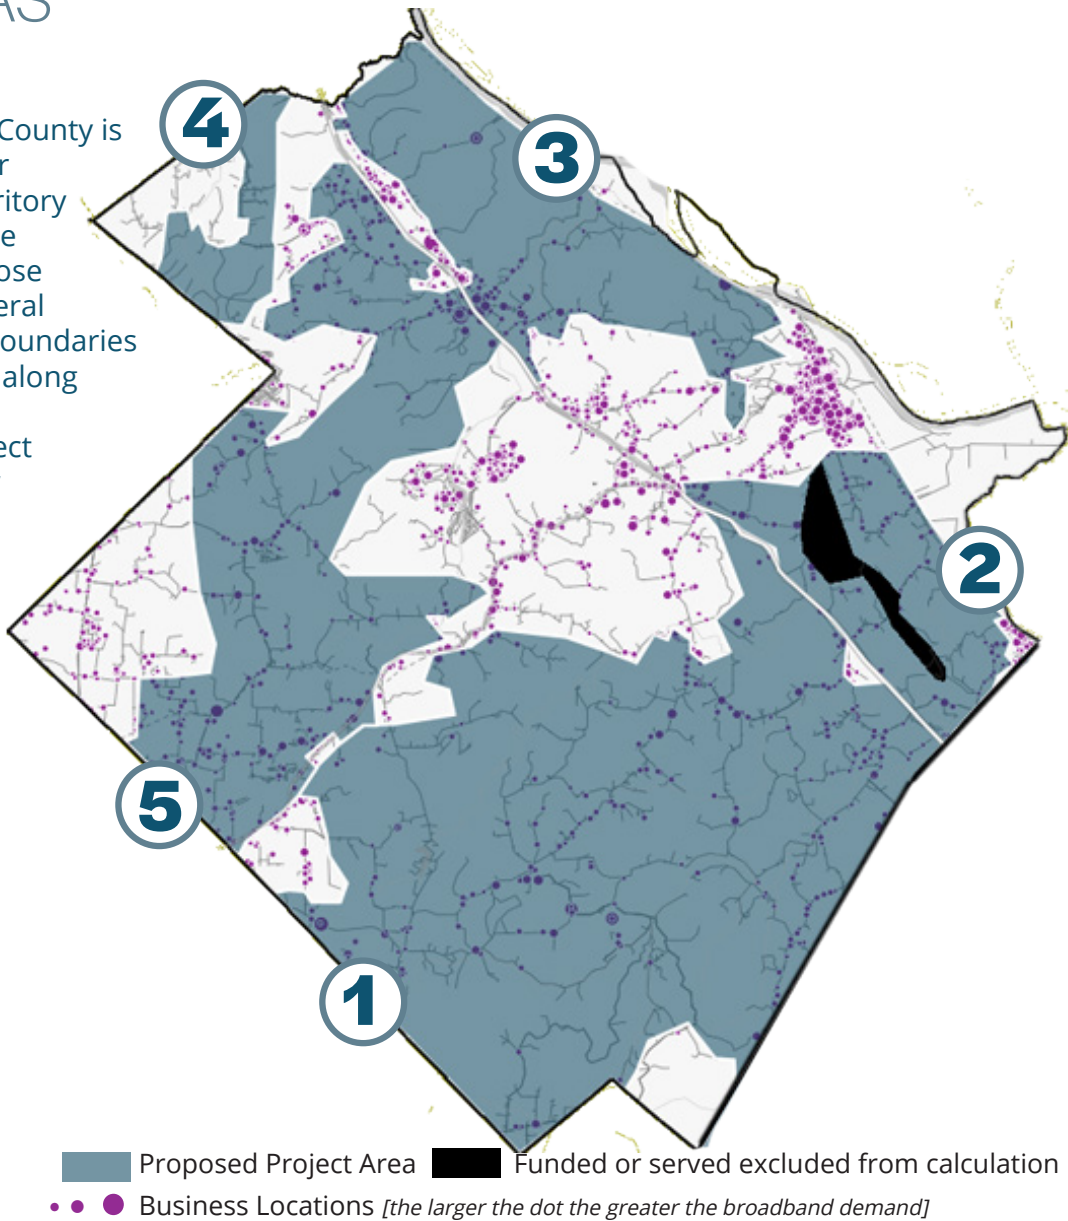 AS
County is
4
3
ritory
e
ose
eral
oundaries
along
ect
2
5
1
Proposed Project Area
Funded or served excluded from calculation
Business Locations [the larger the dot the greater the broadband demand]